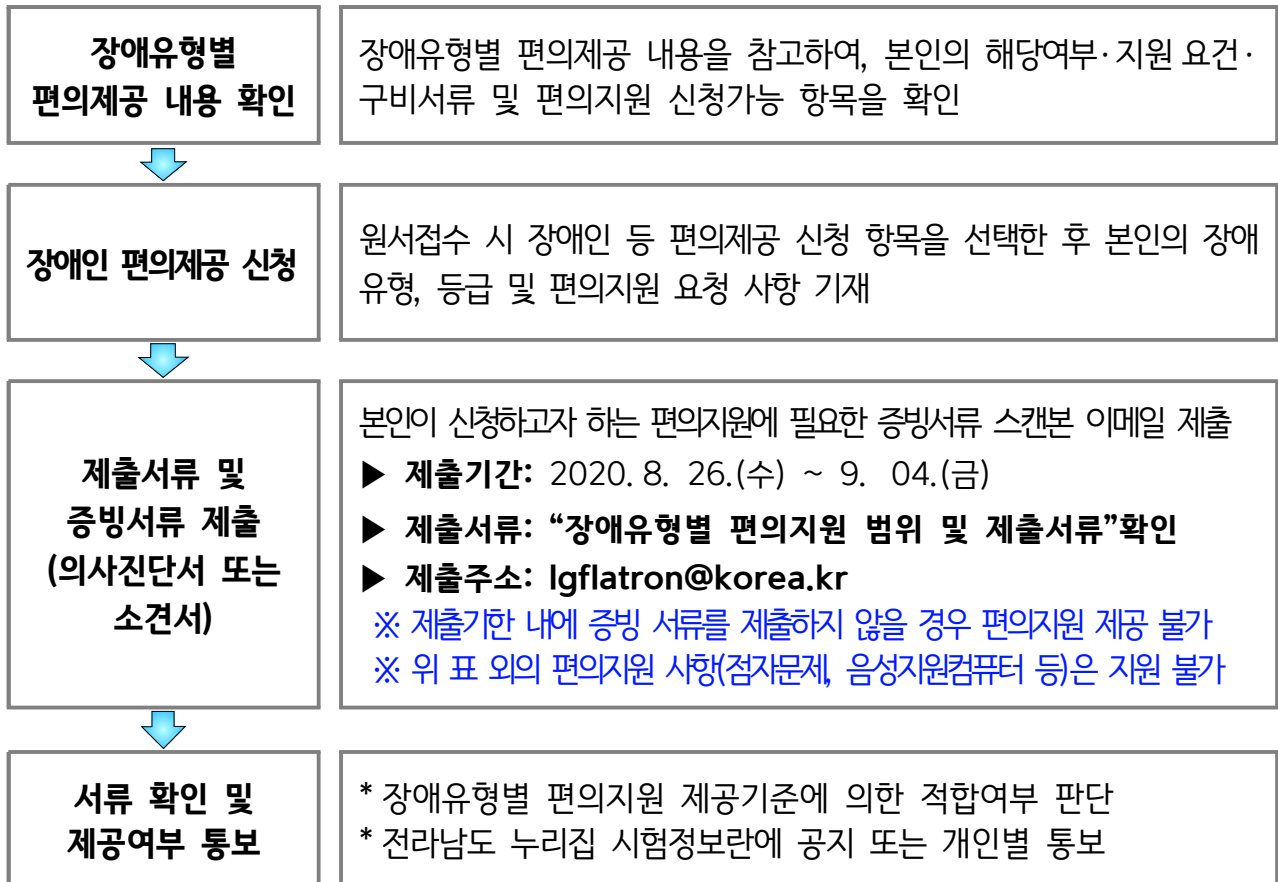 장애유형별
편의제공 내용 확인
장애유형별 편의제공 내용을 참고하여, 본인의 해당여부·지원 요건·
구비서류 및 편의지원 신청가능 항목을 확인
장애인 편의제공 신청
원서접수 시 장애인 등 편의제공 신청 항목을 선택한 후 본인의 장애
유형, 등급 및 편의지원 요청 사항 기재
제출서류 및
증빙서류 제출
(의사진단서 또는
소견서)
본인이 신청하고자 하는 편의지원에 필요한 증빙서류 스캔본 이메일 제출
▶ 제출기간: 2020. 8. 26.(수) ~ 9. 04.(금)
▶ 제출서류: “장애유형별 편의지원 범위 및 제출서류”확인
▶ 제출주소: lgflatron@korea.kr
※ 제출기한 내에 증빙 서류를 제출하지 않을 경우 편의지원 제공 불가
※ 위 표 외의 편의지원 사항(점자문제, 음성지원컴퓨터 등)은 지원 불가
서류 확인 및
제공여부 통보
* 장애유형별 편의지원 제공기준에 의한 적합여부 판단
* 전라남도 누리집 시험정보란에 공지 또는 개인별 통보